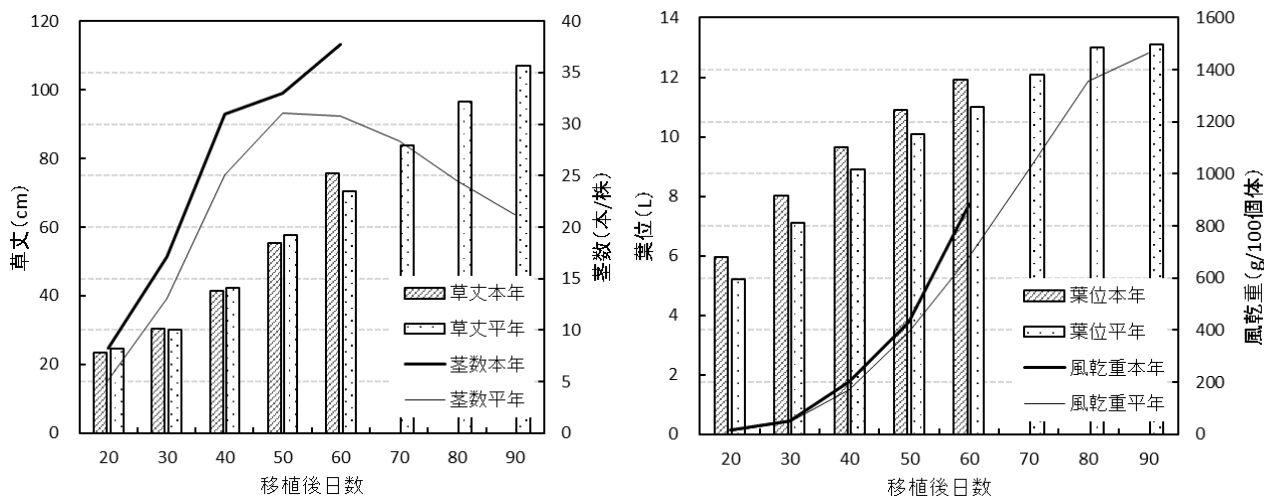 120
100
80
60
40
20
0
草丈(cm)
40
35
30
25
20
15
10
5
0
茎数(本/株)
草丈本年
草丈平年
茎数本年
茎数平年
20 30 40 50 60 70 80 90
移植後日数
14
12
10
8
6
4
2
0
葉位(L)
1600
1400
1200
1000
800
600
400
200
0
風乾重(g/100個体)
葉位本年
葉位平年
風乾重本年
風乾重平年
20 30 40 50 60 70 80 90
移植後日数